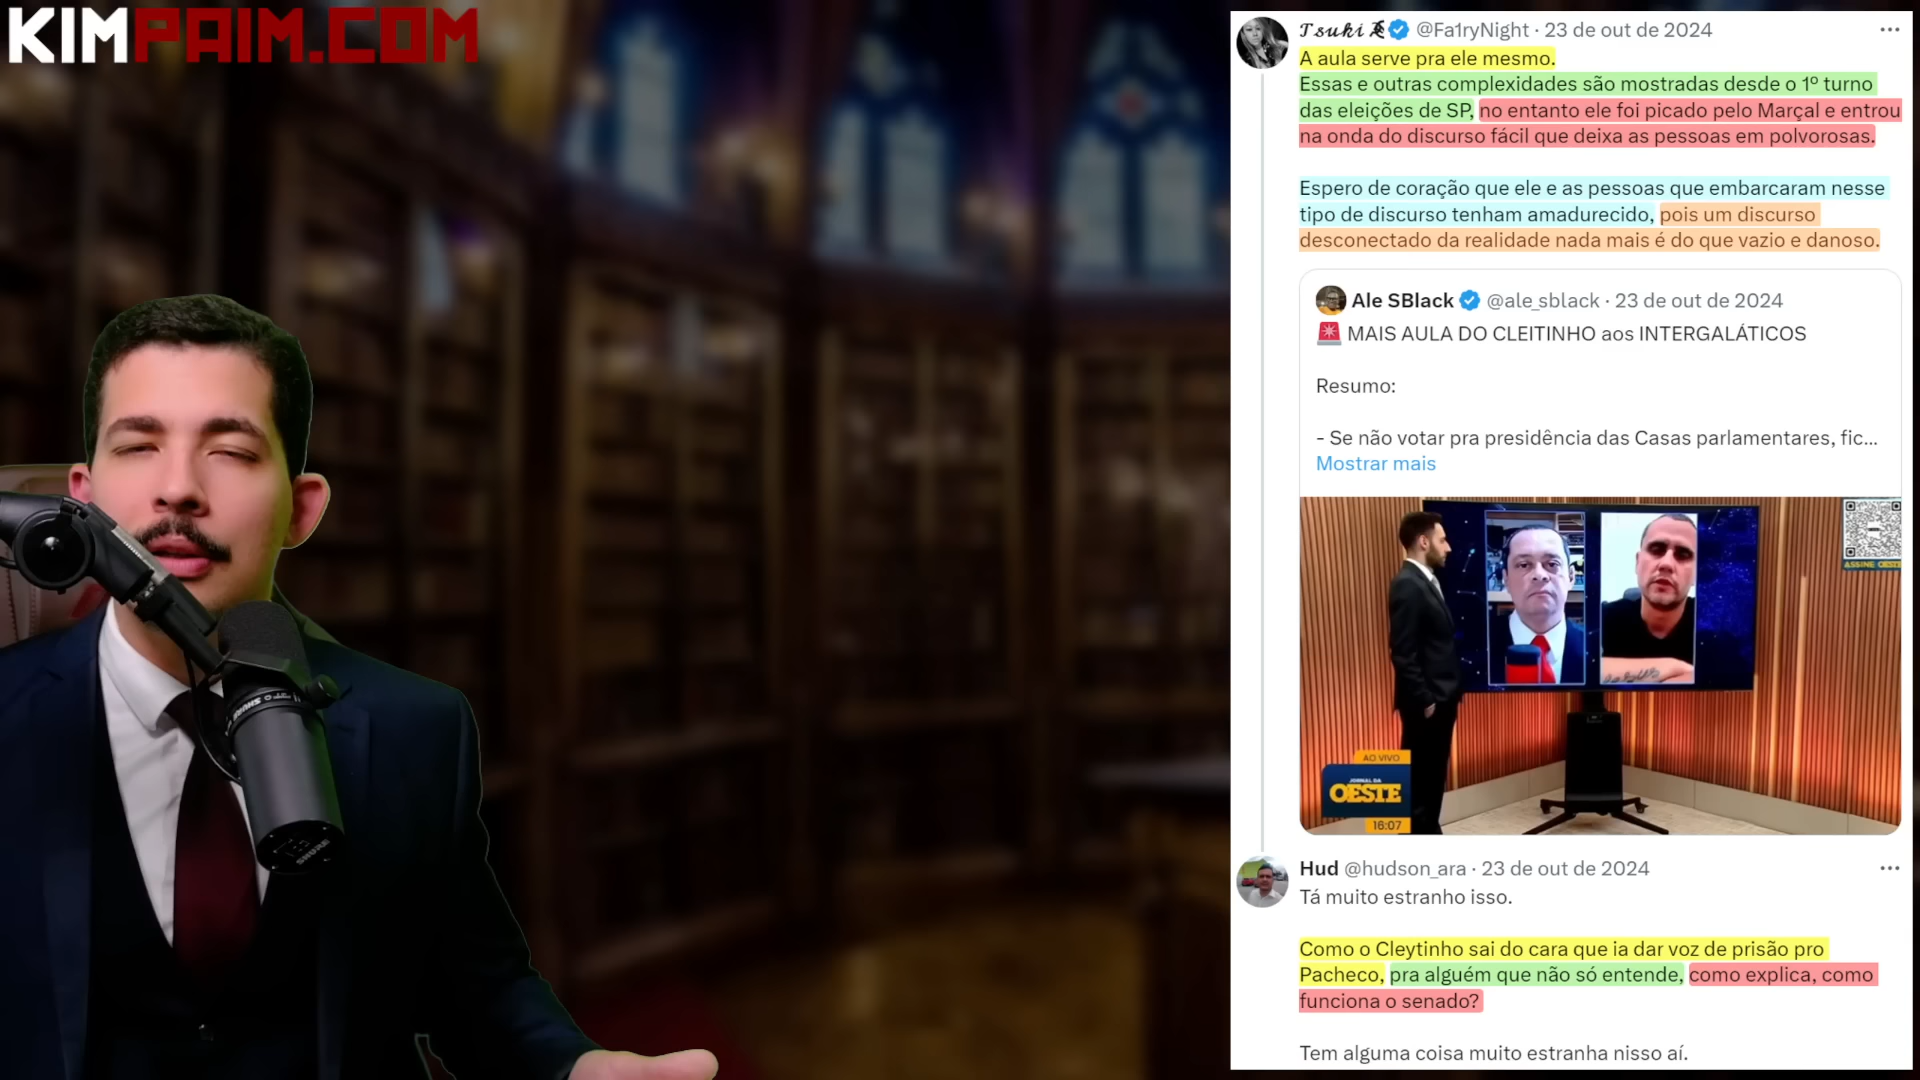 KIMPAIM.COM
Tsuki
@Fa1ryNight · 23 de out de 2024
A aula serve pra ele mesmo.
Essas e outras complexidades são mostradas desde o 1º turno
das eleições de SP, no entanto ele foi picado pelo Marçal e entrou
na onda do discurso fácil que deixa as pessoas em polvorosas.
Espero de coração que ele e as pessoas que embarcaram nesse
tipo de discurso tenham amadurecido, pois um discurso
desconectado da realidade nada mais é do que vazio e danoso.
Ale SBlack @ale_sblack · 23 de out de 2024
🚨 MAIS AULA DO CLEITINHO aos INTERGALÁTICOS
Resumo:
- Se não votar pra presidência das Casas parlamentares, fic...
Mostrar mais
ASSINE OESTE
AO VIVO
JORNAL DA
OESTE
16:07
SHURE
SHURE
Hud @hudson_ara · 23 de out de 2024
Tá muito estranho isso.
Como o Cleytinho sai do cara que ia dar voz de prisão pro
Pacheco, pra alguém que não só entende, como explica, como
funciona o senado?
Tem alguma coisa muito estranha nisso aí.